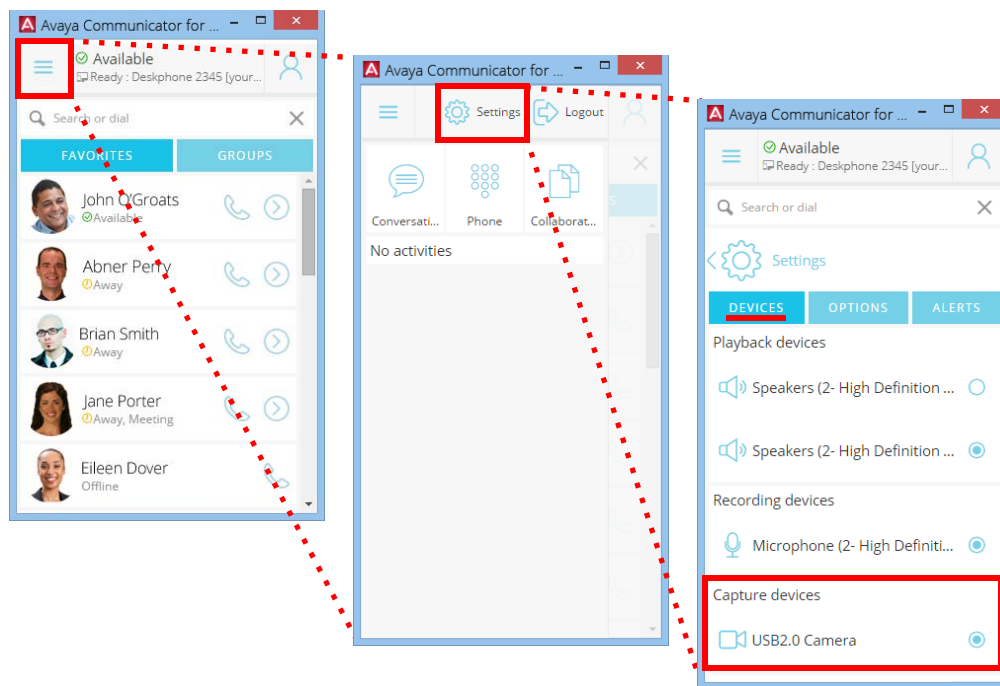 Avaya Communicator for ...
Available
Ready : Deskphone 2345 [your...
Search or dial
FAVORITES
GROUPS
John O'Groats
Available
Abner Perry
Away
Brian Smith
Away
Jane Porter
Away, Meeting
Eileen Dover
Offline
Avaya Communicator for ...
Settings
Logout
Conversati...
Phone
Collaborat...
No activities
Avaya Communicator for ...
Available
Ready : Deskphone 2345 [your...
Search or dial
Settings
DEVICES
OPTIONS
ALERTS
Playback devices
Speakers (2- High Definition ...
Speakers (2- High Definition ...
Recording devices
Microphone (2- High Definiti...
Capture devices
USB2.0 Camera